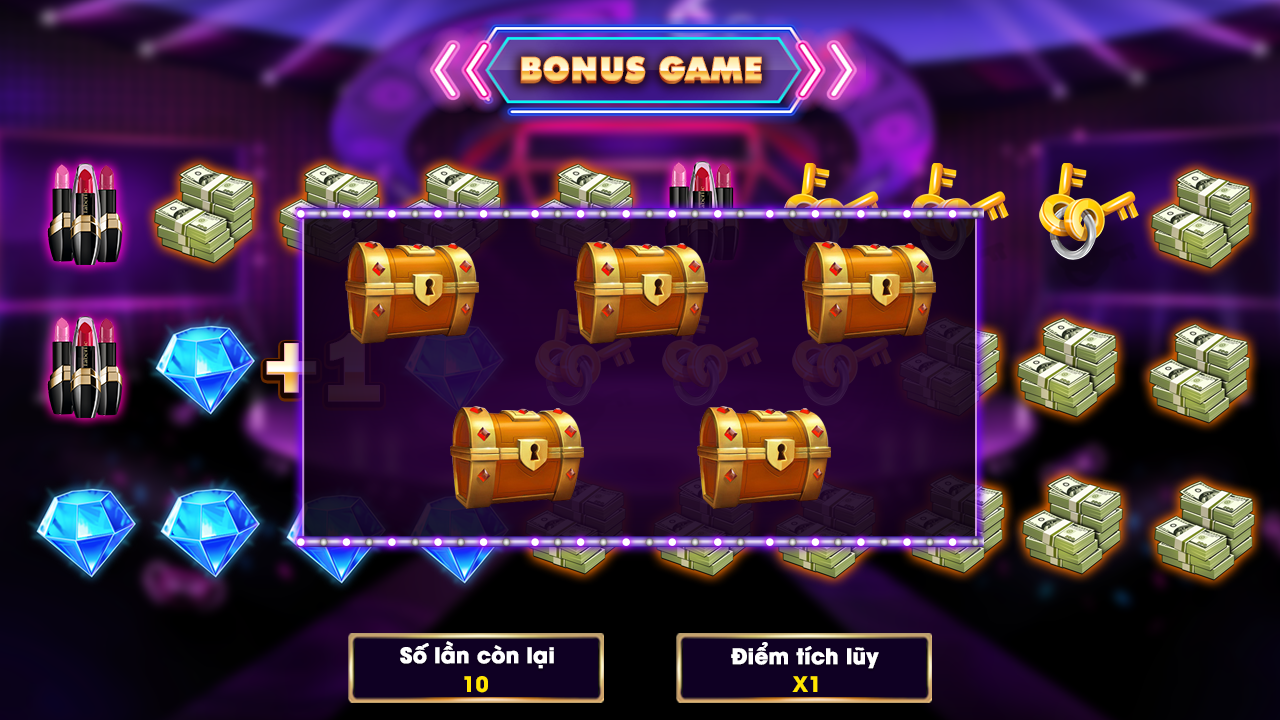 BONUS GAME
+1
Số lần còn lại
10
Điểm tích lũy
X1